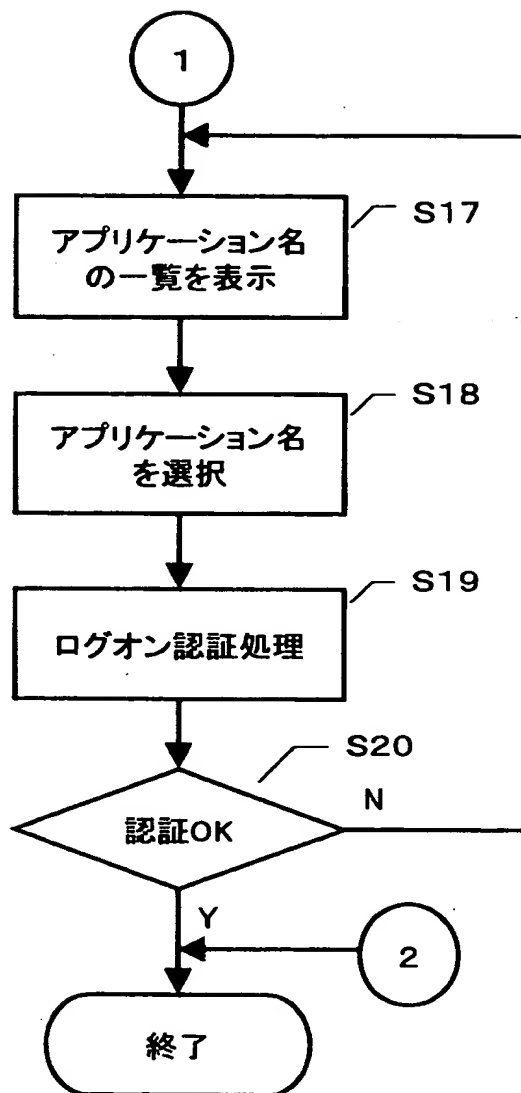 1
S17
アプリケーション名
の一覧を表示
S18
アプリケーション名
を選択
S19
ログオン認証処理
S20
認証OK
N
Y
2
終了